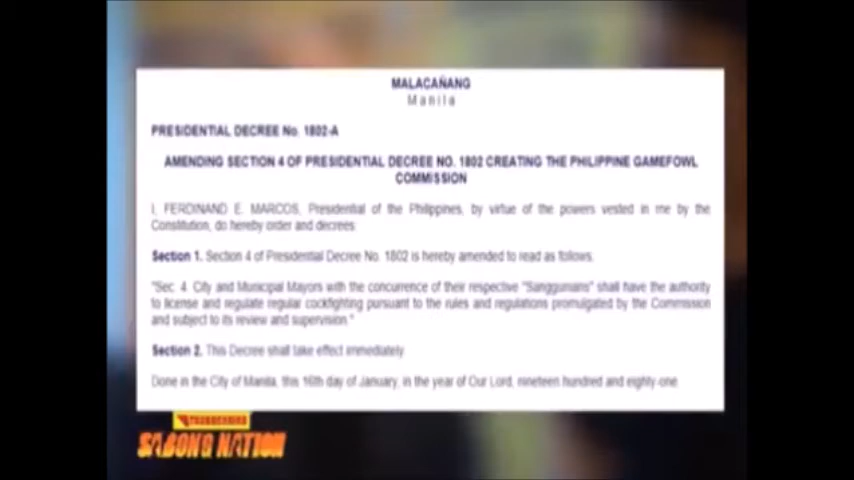 MALACAÑANG
Manila
PRESIDENTIAL DECREE No. 1802-A
AMENDING SECTION 4 OF PRESIDENTIAL DECREE NO. 1802 CREATING THE PHILIPPINE GAMEFOWL
COMMISSION
I, FERDINAND E. MARCOS, Presidential of the Philippines, by virtue of the powers vested in me by the
Constitution, do hereby order and decrees:
Section 1. Section 4 of Presidential Decree No. 1802 is hereby amended to read as follows:
"Sec. 4. City and Municipal Mayors with the concurrence of their respective "Sanggunians" shall have the authority
to license and regulate regular cockfighting pursuant to the rules and regulations promulgated by the Commission
and subject to its review and supervision."
Section 2. This Decree shall take effect immediately.
Done in the City of Manila, this 16th day of January, in the year of Our Lord, nineteen hundred and eighty-one.
THUNDERBIRD
SABONG NATION